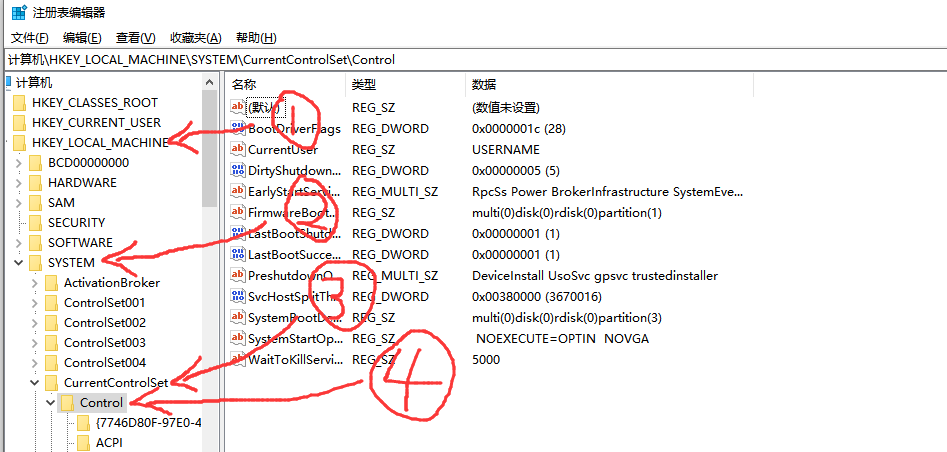 注册表编辑器
文件(F) 编辑(E) 查看(V) 收藏夹(A) 帮助(H)
计算机\HKEY_LOCAL_MACHINE\SYSTEM\CurrentControlSet\Control
计算机
HKEY_CLASSES_ROOT
HKEY_CURRENT_USER
HKEY_LOCAL_MACHINE
BCD00000000
HARDWARE
SAM
SECURITY
SOFTWARE
SYSTEM
ActivationBroker
ControlSet001
ControlSet002
ControlSet003
ControlSet004
CurrentControlSet
Control
{7746D80F-97E0-4
ACPI
名称 类型 数据
(默认) REG_SZ (数值未设置)
BootDriverFlags REG_DWORD 0x0000001c (28)
CurrentUser REG_SZ USERNAME
DirtyShutdown... REG_DWORD 0x00000005 (5)
EarlyStartServi... REG_MULTI_SZ RpcSs Power BrokerInfrastructure SystemEve...
FirmwareBoot... REG_SZ multi(0)disk(0)rdisk(0)partition(1)
LastBootShutd... REG_DWORD 0x00000001 (1)
LastBootSucce... REG_DWORD 0x00000001 (1)
PreshutdownO... REG_MULTI_SZ DeviceInstall UsoSvc gpsvc trustedinstaller
SvcHostSplitTh... REG_DWORD 0x00380000 (3670016)
SystemBootDe... REG_SZ multi(0)disk(0)rdisk(0)partition(3)
SystemStartOp... REG_SZ NOEXECUTE=OPTIN NOVGA
WaitToKillServi... REG_SZ 5000
1
2
3
4